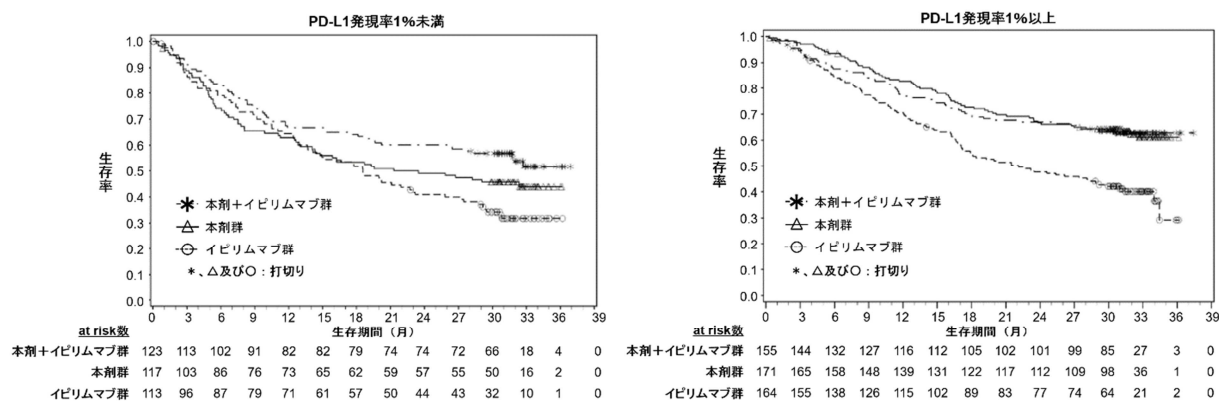 PD-L1発現率1%未満
1.0
0.9
0.8
0.7
0.6
0.5
0.4
0.3
0.2
0.1
0.0
生存率
本剤＋イピリムマブ群
本剤群
イピリムマブ群
*、△及び〇：打切り
0 3 6 9 12 15 18 21 24 27 30 33 36 39
at risk数
生存期間（月）
本剤＋イピリムマブ群 123 113 102 91 82 82 79 74 74 72 66 18 4 0
本剤群 117 103 86 76 73 65 62 59 57 55 50 16 2 0
イピリムマブ群 113 96 87 79 71 61 57 50 44 43 32 10 1 0
PD-L1発現率1%以上
1.0
0.9
0.8
0.7
0.6
0.5
0.4
0.3
0.2
0.1
0.0
生存率
本剤＋イピリムマブ群
本剤群
イピリムマブ群
*、△及び〇：打切り
0 3 6 9 12 15 18 21 24 27 30 33 36 39
at risk数
生存期間（月）
本剤＋イピリムマブ群 155 144 132 127 116 112 105 102 101 99 85 27 3 0
本剤群 171 165 158 148 139 131 122 117 112 109 98 36 1 0
イピリムマブ群 164 155 138 126 115 102 89 83 77 74 64 21 2 0